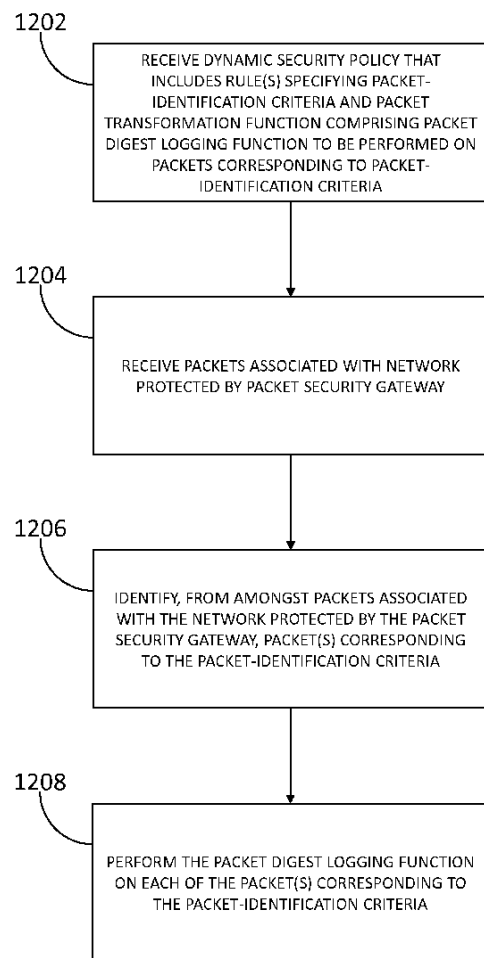 1202
RECEIVE DYNAMIC SECURITY POLICY THAT
INCLUDES RULE(S) SPECIFYING PACKET-
IDENTIFICATION CRITERIA AND PACKET
TRANSFORMATION FUNCTION COMPRISING PACKET
DIGEST LOGGING FUNCTION TO BE PERFORMED ON
PACKETS CORRESPONDING TO PACKET-
IDENTIFICATION CRITERIA
1204
RECEIVE PACKETS ASSOCIATED WITH NETWORK
PROTECTED BY PACKET SECURITY GATEWAY
1206
IDENTIFY, FROM AMONGST PACKETS ASSOCIATED
WITH THE NETWORK PROTECTED BY THE PACKET
SECURITY GATEWAY, PACKET(S) CORRESPONDING
TO THE PACKET-IDENTIFICATION CRITERIA
1208
PERFORM THE PACKET DIGEST LOGGING FUNCTION
ON EACH OF THE PACKET(S) CORRESPONDING TO
THE PACKET-IDENTIFICATION CRITERIA